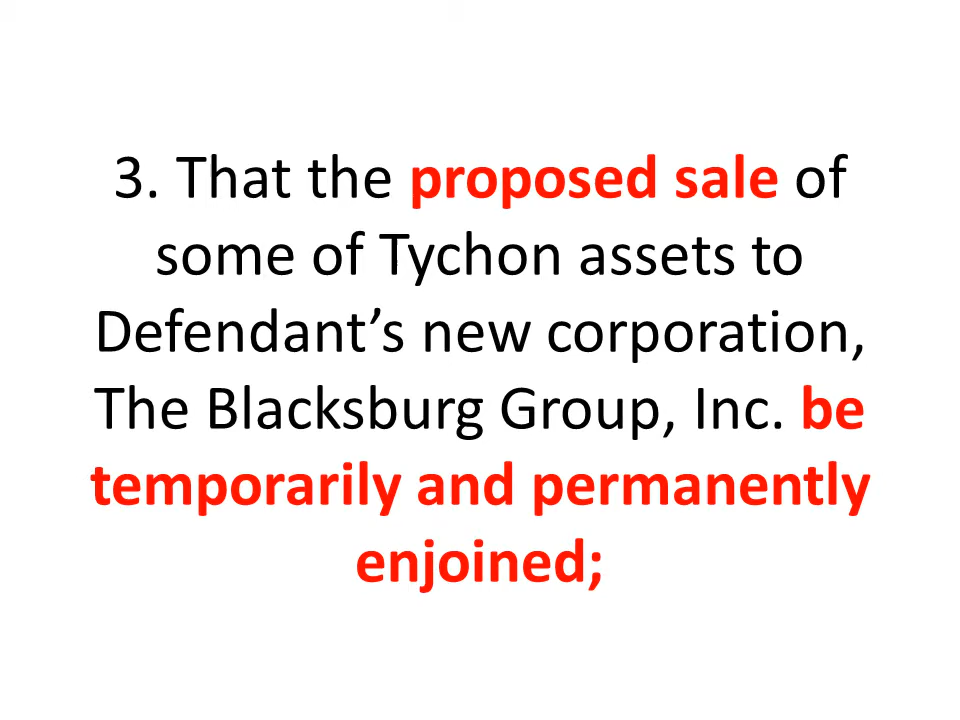 3. That the proposed sale of
some of Tychon assets to
Defendant’s new corporation,
The Blacksburg Group, Inc. be
temporarily and permanently
enjoined;